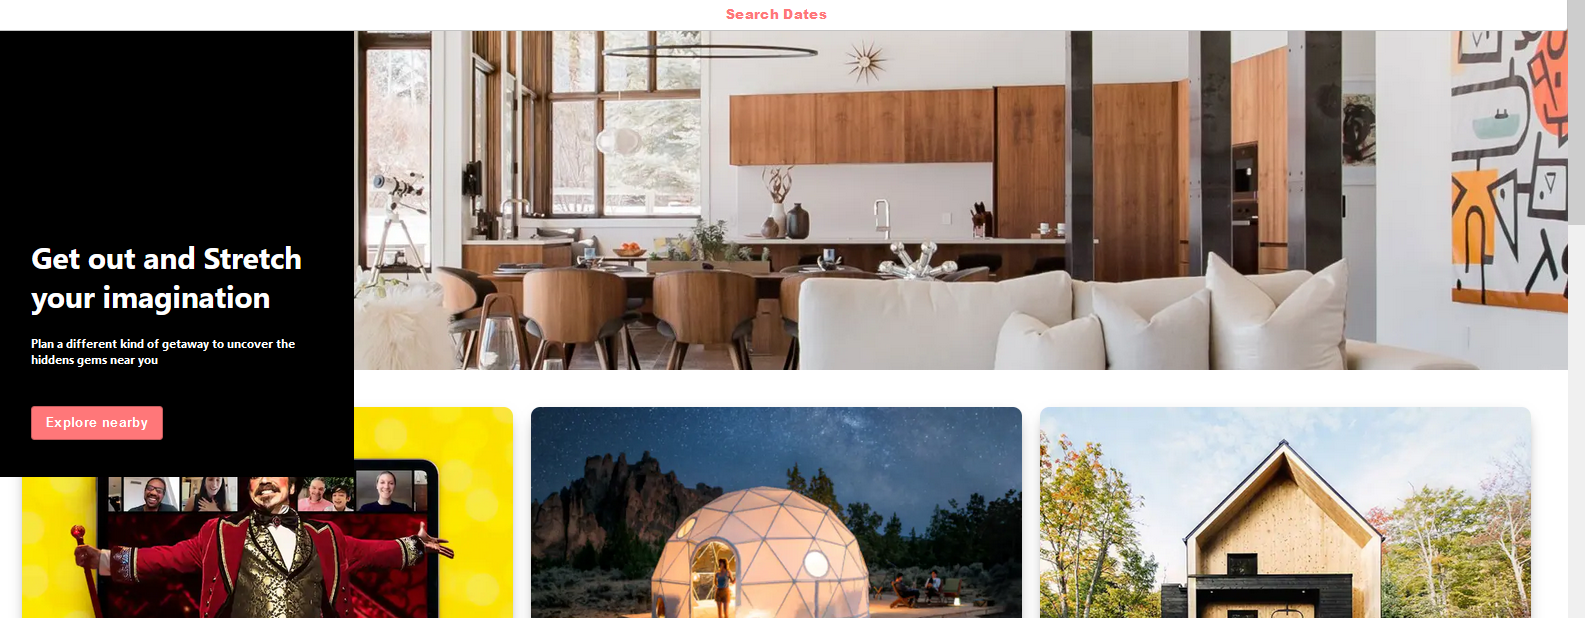 Search Dates
Get out and Stretch
your imagination
Plan a different kind of getaway to uncover the
hiddens gems near you
Explore nearby